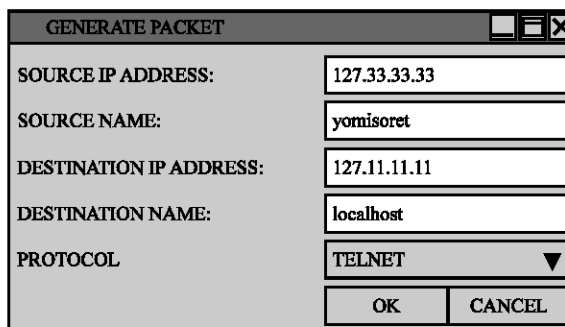 GENERATE PACKET
SOURCE IP ADDRESS: 127.33.33.33
SOURCE NAME: yomisoret
DESTINATION IP ADDRESS: 127.11.11.11
DESTINATION NAME: localhost
PROTOCOL TELNET
OK CANCEL